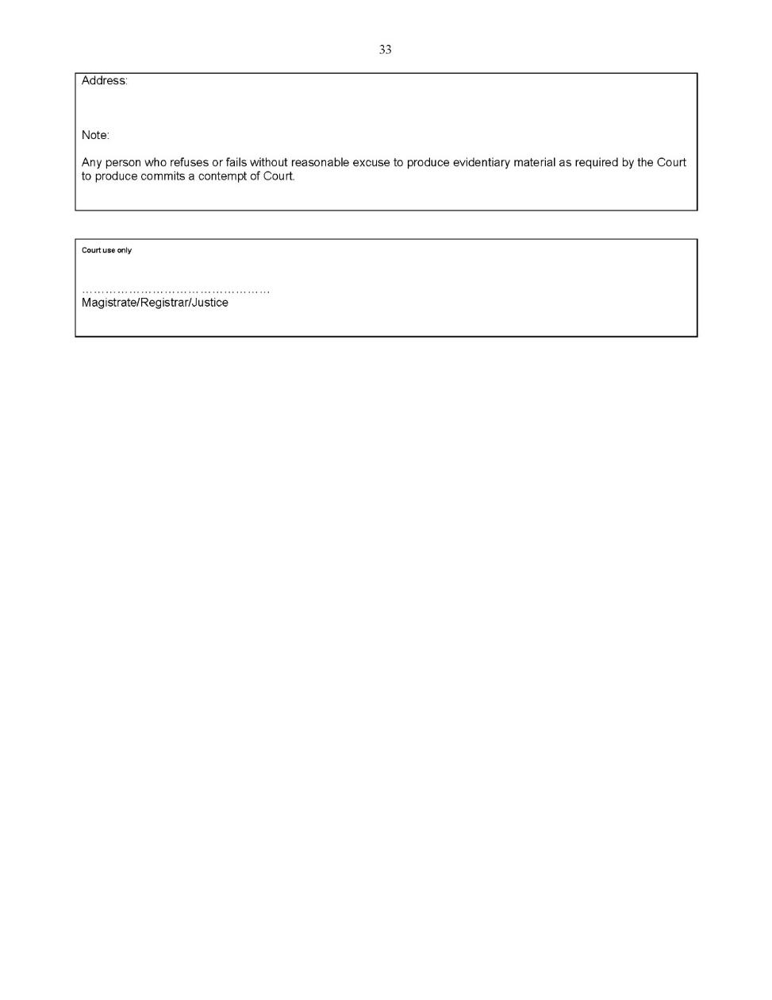 33
Address:
Note:
Any person who refuses or fails without reasonable excuse to produce evidentiary material as required by the Court
to produce commits a contempt of Court.
Court use only
................................................
Magistrate/Registrar/Justice